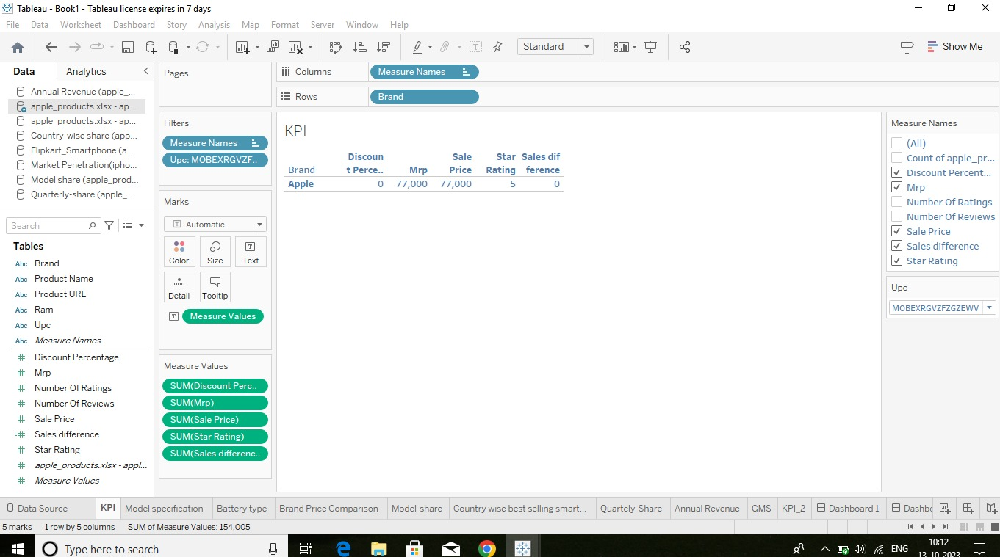 Tableau - Book1 - Tableau license expires in 7 days
File Data Worksheet Dashboard Story Analysis Map Format Server Window Help
Standard
Show Me
Data Analytics
Annual Revenue (apple_...
apple_products.xlsx - ap...
apple_products.xlsx - ap...
Country-wise share (app...
Flipkart_Smartphone (a...
Market Penetration(ipho...
Model share (apple_prod...
Quarterly-share (apple_...
Search
Tables
Abc Brand
Abc Product Name
Abc Product URL
Abc Ram
Abc Upc
Abc Measure Names
# Discount Percentage
# Mrp
# Number Of Ratings
# Number Of Reviews
# Sale Price
=# Sales difference
# Star Rating
# apple_products.xlsx - appl...
# Measure Values
Pages
Filters
Measure Names
Upc: MOBEXRGVZF..
Marks
Automatic
Color Size Text
Detail Tooltip
Measure Values
Measure Values
SUM(Discount Perc..
SUM(Mrp)
SUM(Sale Price)
SUM(Star Rating)
SUM(Sales differenc..
Columns Measure Names
Rows Brand
KPI
Discoun Sale Star Sales dif
Brand t Perce.. Mrp Price Rating ference
Apple 0 77,000 77,000 5 0
Measure Names
(All)
Count of apple_pr...
Discount Percent...
Mrp
Number Of Ratings
Number Of Reviews
Sale Price
Sales difference
Star Rating
Upc
MOBEXRGVZFZGZEWV
Data Source KPI Model specification Battery type Brand Price Comparison Model-share Country wise best selling smart... Quartely-Share Annual Revenue GMS KPI_2 Dashboard 1 Dashbo
5 marks 1 row by 5 columns SUM of Measure Values: 154,005
Type here to search
ENG
10:12
13-10-2023